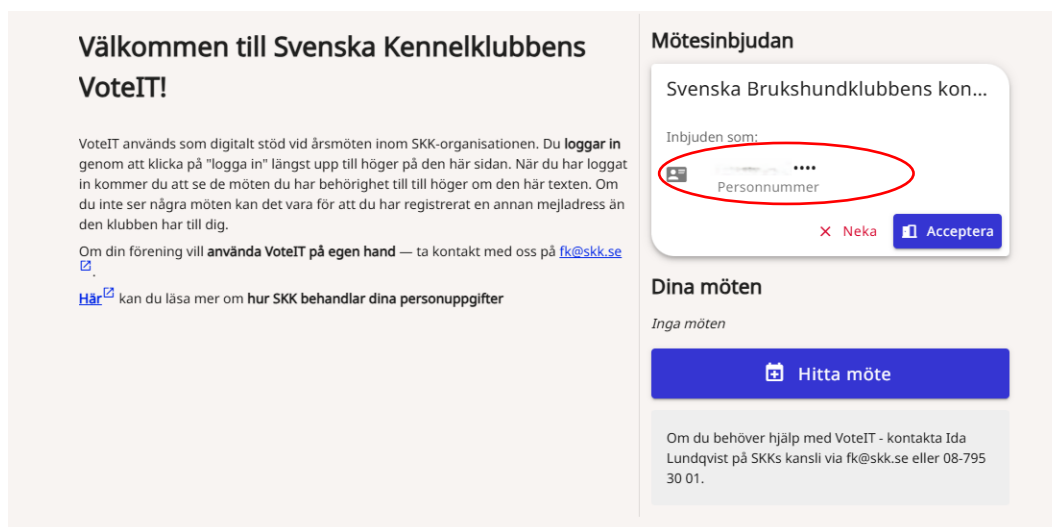 Välkommen till Svenska Kennelklubbens
VoteIT!
VoteIT används som digitalt stöd vid årsmöten inom SKK-organisationen. Du loggar in
genom att klicka på "logga in" längst upp till höger på den här sidan. När du har loggat
in kommer du att se de möten du har behörighet till till höger om den här texten. Om
du inte ser några möten kan det vara för att du har registrerat en annan mejladress än
den klubben har till dig.
Om din förening vill använda VoteIT på egen hand — ta kontakt med oss på fk@skk.se
.
Här kan du läsa mer om hur SKK behandlar dina personuppgifter
Mötesinbjudan
Svenska Brukshundklubbens kon...
Inbjuden som:
••••
Personnummer
Neka
Acceptera
Dina möten
Inga möten
Hitta möte
Om du behöver hjälp med VoteIT - kontakta Ida
Lundqvist på SKKs kansli via fk@skk.se eller 08-795
30 01.